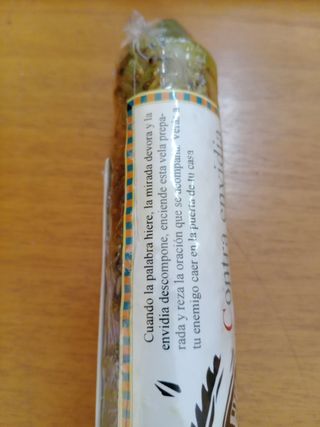 Cuando la palabra hiere, la mirada devora y la
envidia descompone, enciende esta vela prepa-
rada y reza la oración que se acompaña. Verás a
tu enemigo caer en la puerta de tu casa
Contra envidia